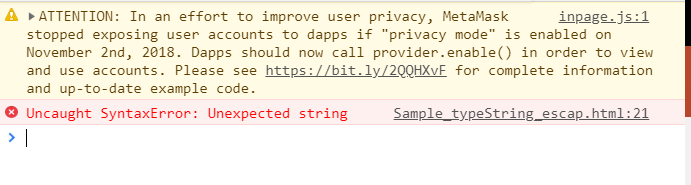 ATTENTION: In an effort to improve user privacy, MetaMask inpage.js:1
stopped exposing user accounts to dapps if "privacy mode" is enabled on
November 2nd, 2018. Dapps should now call provider.enable() in order to view
and use accounts. Please see https://bit.ly/2QQHXvF for complete information
and up-to-date example code.
Uncaught SyntaxError: Unexpected string Sample_typeString_escap.html:21